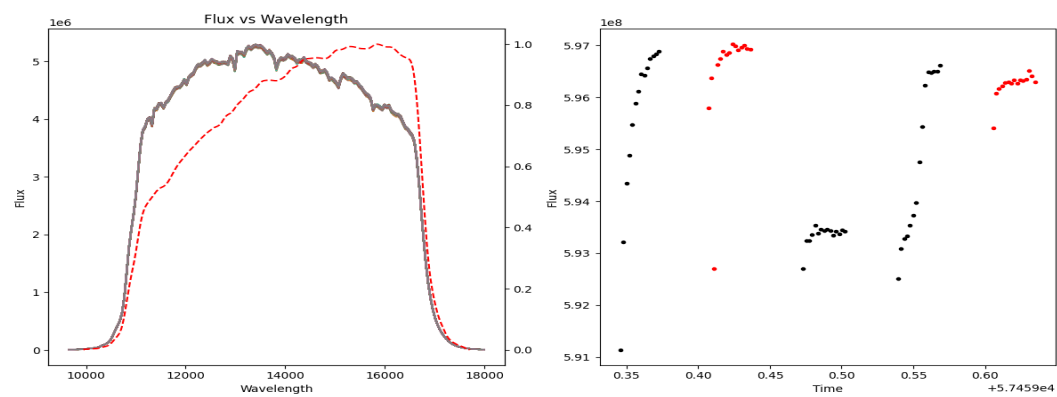 Flux vs Wavelength
1e6
5
4
3
2
1
0
Flux
1.0
0.8
0.6
0.4
0.2
0.0
10000 12000 14000 16000 18000
Wavelength
1e8
5.97
5.96
5.95
5.94
5.93
5.92
5.91
Flux
0.35 0.40 0.45 0.50 0.55 0.60
Time
+5.7459e4